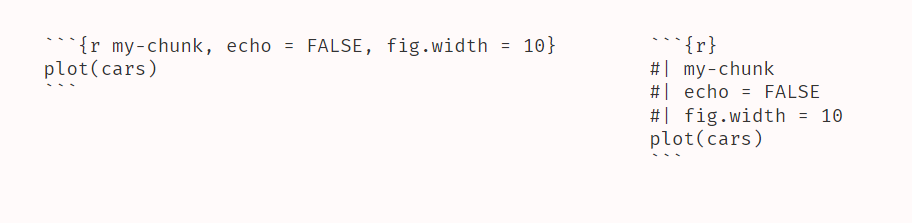 ```{r my-chunk, echo = FALSE, fig.width = 10}
plot(cars)
```
```{r}
#| my-chunk
#| echo = FALSE
#| fig.width = 10
plot(cars)
```